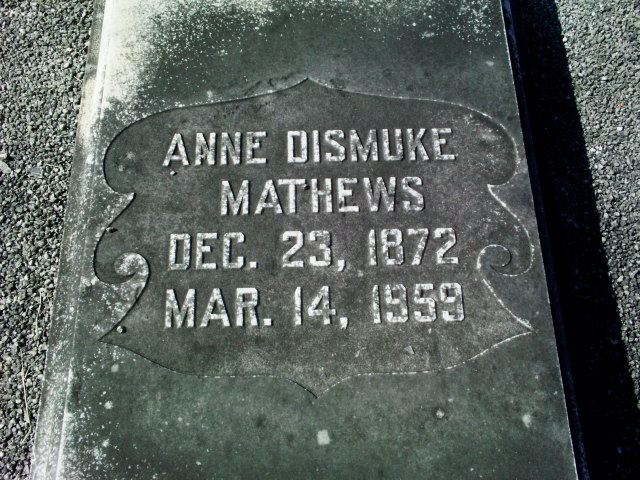 ANNE DISMUKE
MATHEWS
DEC. 23, 1872
MAR. 14, 1959